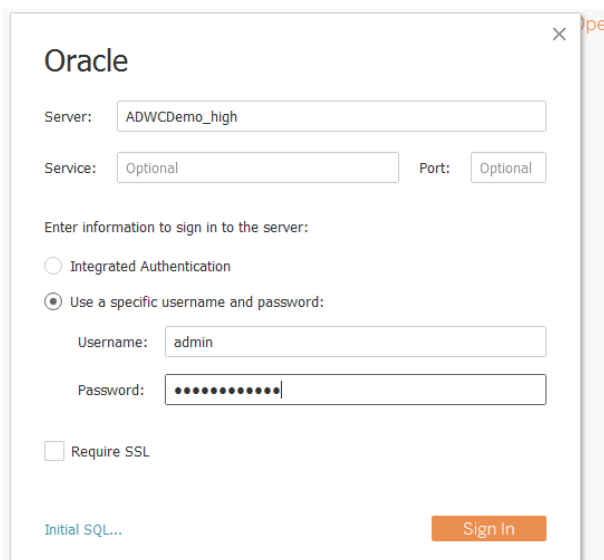 Oracle
Server: ADWCDemo_high
Service: Optional Port: Optional
Enter information to sign in to the server:
Integrated Authentication
Use a specific username and password:
Username: admin
Password: ●●●●●●●●●●●●
Require SSL
Initial SQL... Sign In